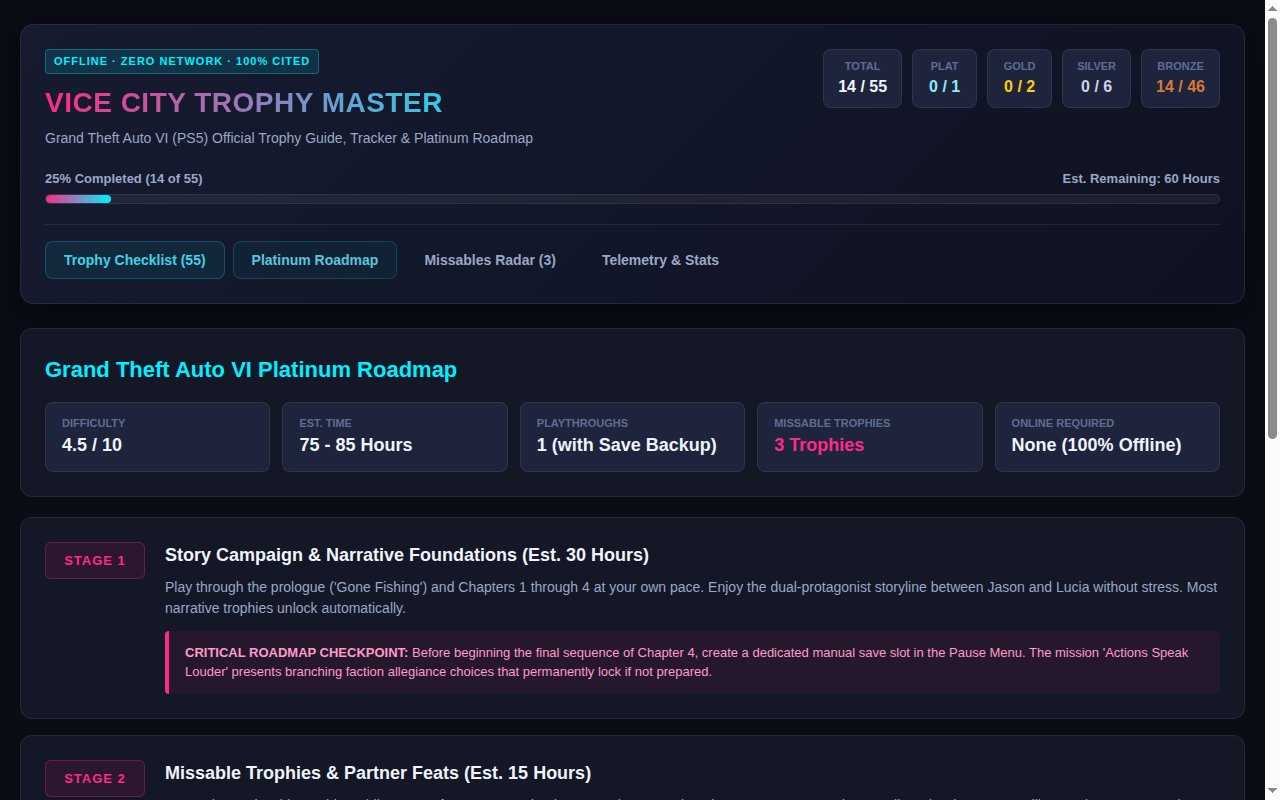 OFFLINE · ZERO NETWORK · 100% CITED
VICE CITY TROPHY MASTER
Grand Theft Auto VI (PS5) Official Trophy Guide, Tracker & Platinum Roadmap
TOTAL
14 / 55
PLAT
0 / 1
GOLD
0 / 2
SILVER
0 / 6
BRONZE
14 / 46
25% Completed (14 of 55)
Est. Remaining: 60 Hours
Trophy Checklist (55)
Platinum Roadmap
Missables Radar (3)
Telemetry & Stats
Grand Theft Auto VI Platinum Roadmap
DIFFICULTY
4.5 / 10
EST. TIME
75 - 85 Hours
PLAYTHROUGHS
1 (with Save Backup)
MISSABLE TROPHIES
3 Trophies
ONLINE REQUIRED
None (100% Offline)
STAGE 1
Story Campaign & Narrative Foundations (Est. 30 Hours)
Play through the prologue ('Gone Fishing') and Chapters 1 through 4 at your own pace. Enjoy the dual-protagonist storyline between Jason and Lucia without stress. Most
narrative trophies unlock automatically.
CRITICAL ROADMAP CHECKPOINT: Before beginning the final sequence of Chapter 4, create a dedicated manual save slot in the Pause Menu. The mission 'Actions Speak
Louder' presents branching faction allegiance choices that permanently lock if not prepared.
STAGE 2
Missable Trophies & Partner Feats (Est. 15 Hours)